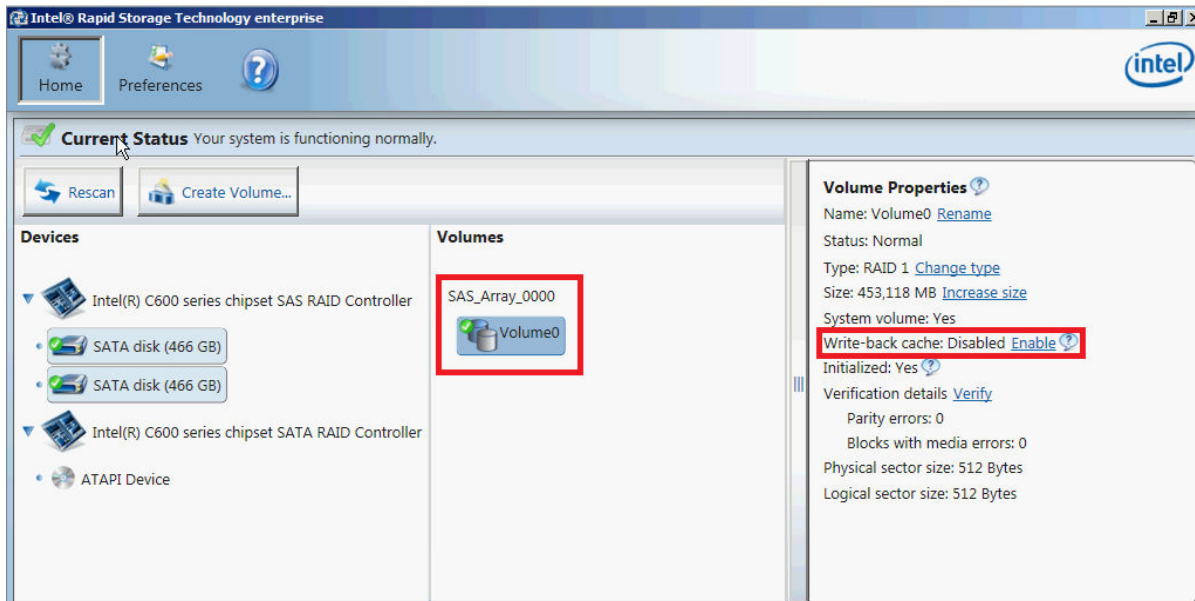 Intel® Rapid Storage Technology enterprise
Home
Preferences
?
intel
Current Status Your system is functioning normally.
Rescan
Create Volume...
Devices
Intel(R) C600 series chipset SAS RAID Controller
SATA disk (466 GB)
SATA disk (466 GB)
Intel(R) C600 series chipset SATA RAID Controller
ATAPI Device
Volumes
SAS_Array_0000
Volume0
Volume Properties ?
Name: Volume0 Rename
Status: Normal
Type: RAID 1 Change type
Size: 453,118 MB Increase size
System volume: Yes
Write-back cache: Disabled Enable ?
Initialized: Yes ?
Verification details Verify
Parity errors: 0
Blocks with media errors: 0
Physical sector size: 512 Bytes
Logical sector size: 512 Bytes